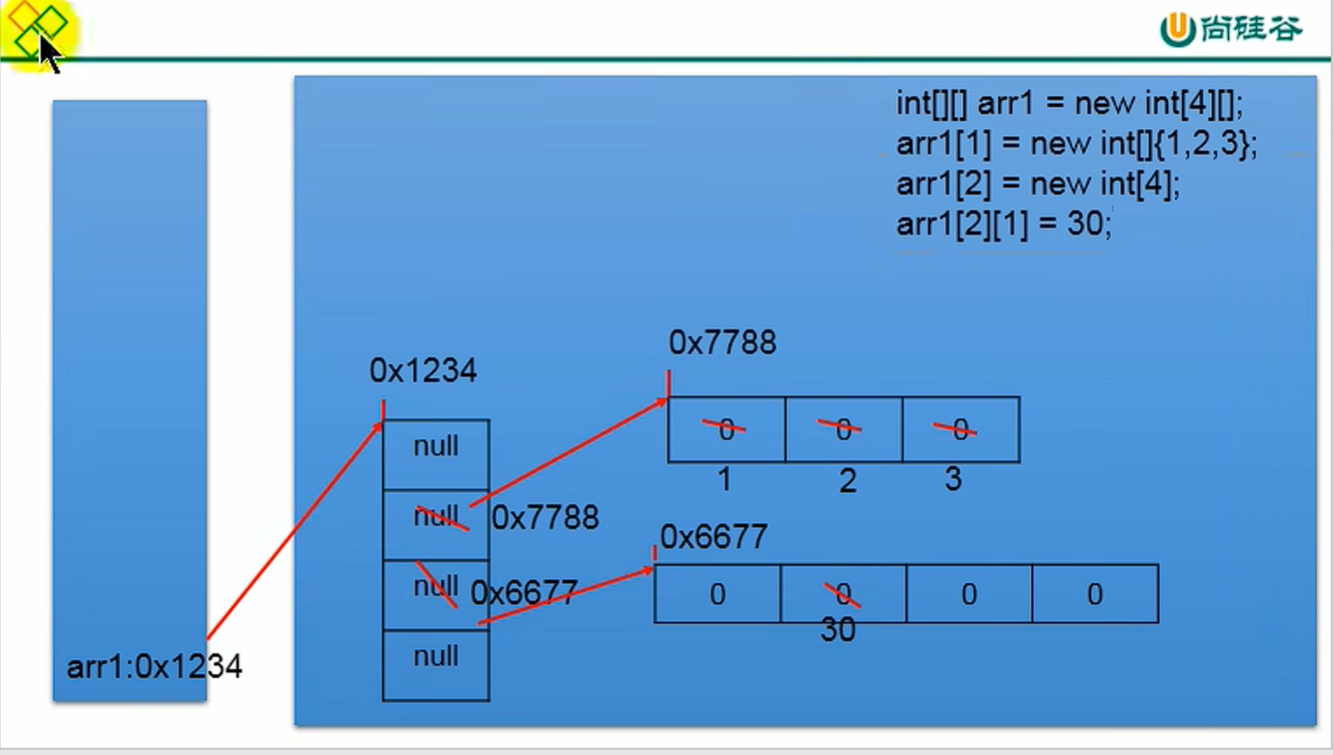 尚硅谷
int[][] arr1 = new int[4][];
arr1[1] = new int[]{1,2,3};
arr1[2] = new int[4];
arr1[2][1] = 30;
0x7788
0x1234
0 0 0
null
1 2 3
null 0x7788
0x6677
null 0x6677
0 0 0 0
30
null
arr1:0x1234